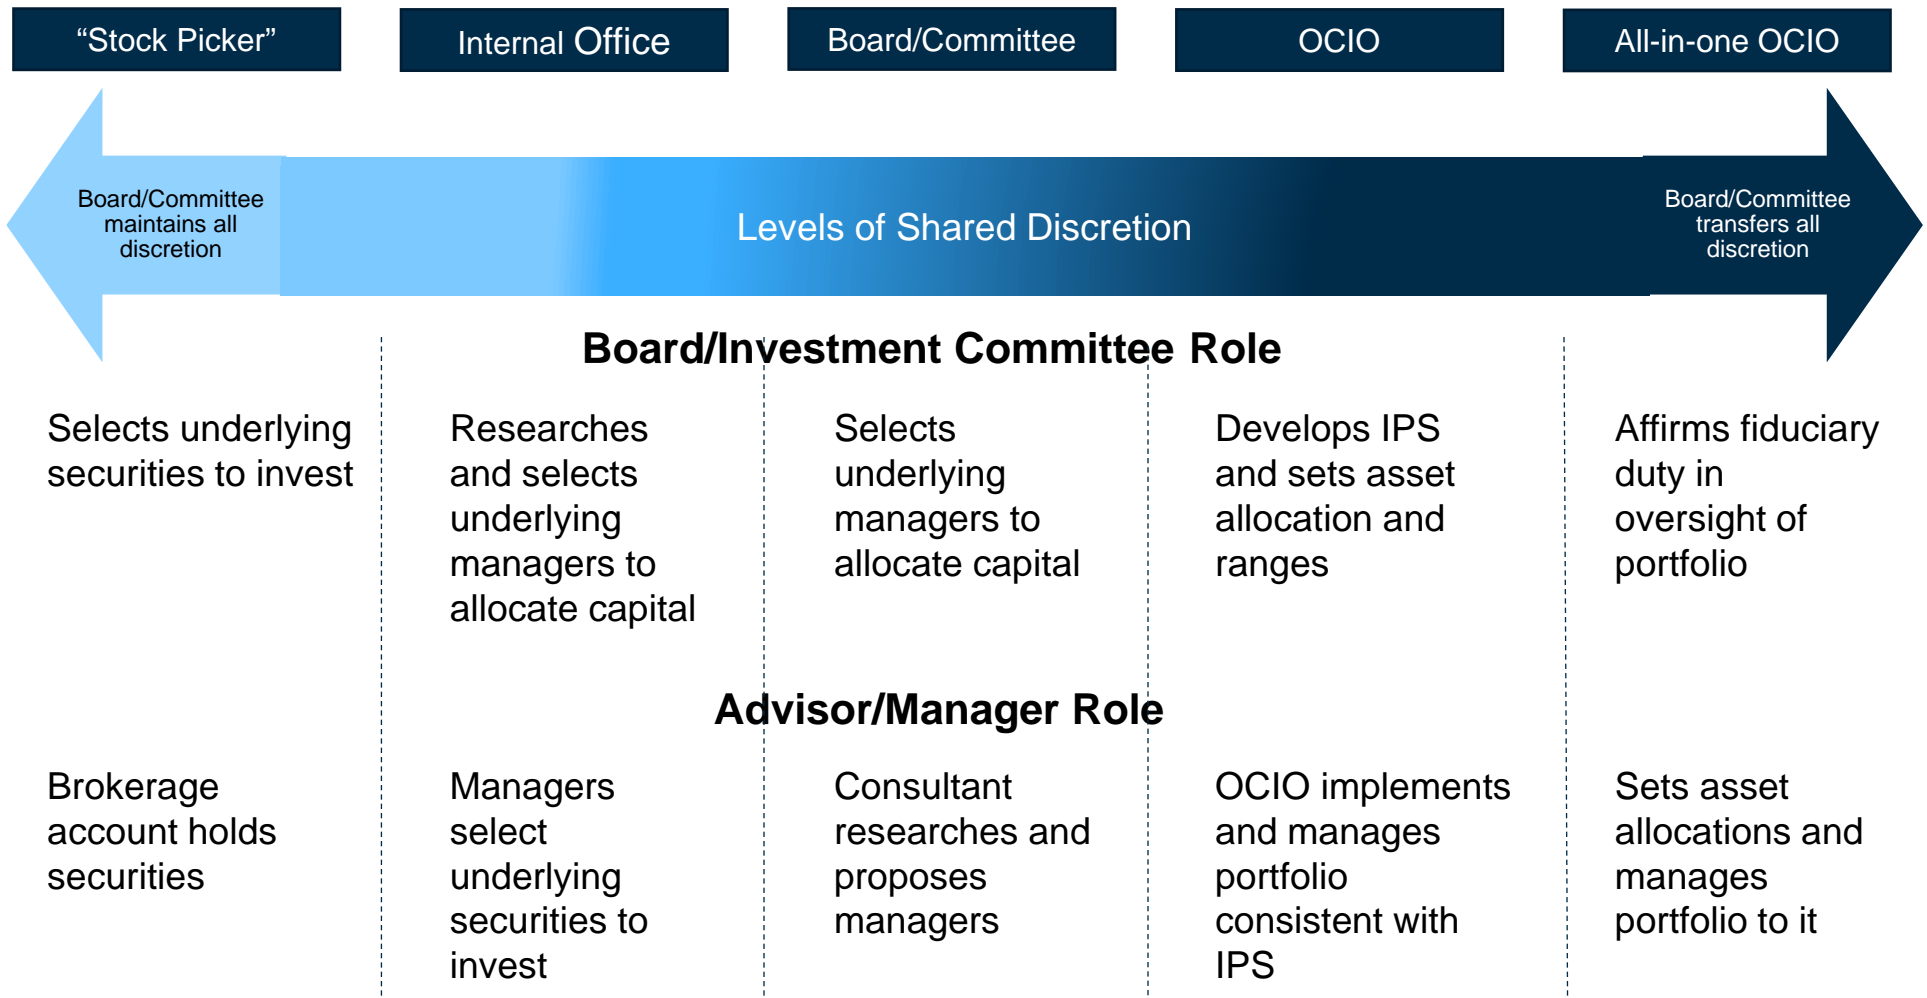 “Stock Picker”
Internal Office
Board/Committee
OCIO
All-in-one OCIO
Board/Committee
maintains all
discretion
Levels of Shared Discretion
Board/Committee
transfers all
discretion
Board/Investment Committee Role
Selects underlying
securities to invest
Researches
and selects
underlying
managers to
allocate capital
Selects
underlying
managers to
allocate capital
Develops IPS
and sets asset
allocation and
ranges
Affirms fiduciary
duty in
oversight of
portfolio
Advisor/Manager Role
Brokerage
account holds
securities
Managers
select
underlying
securities to
invest
Consultant
researches and
proposes
managers
OCIO implements
and manages
portfolio
consistent with
IPS
Sets asset
allocations and
manages
portfolio to it